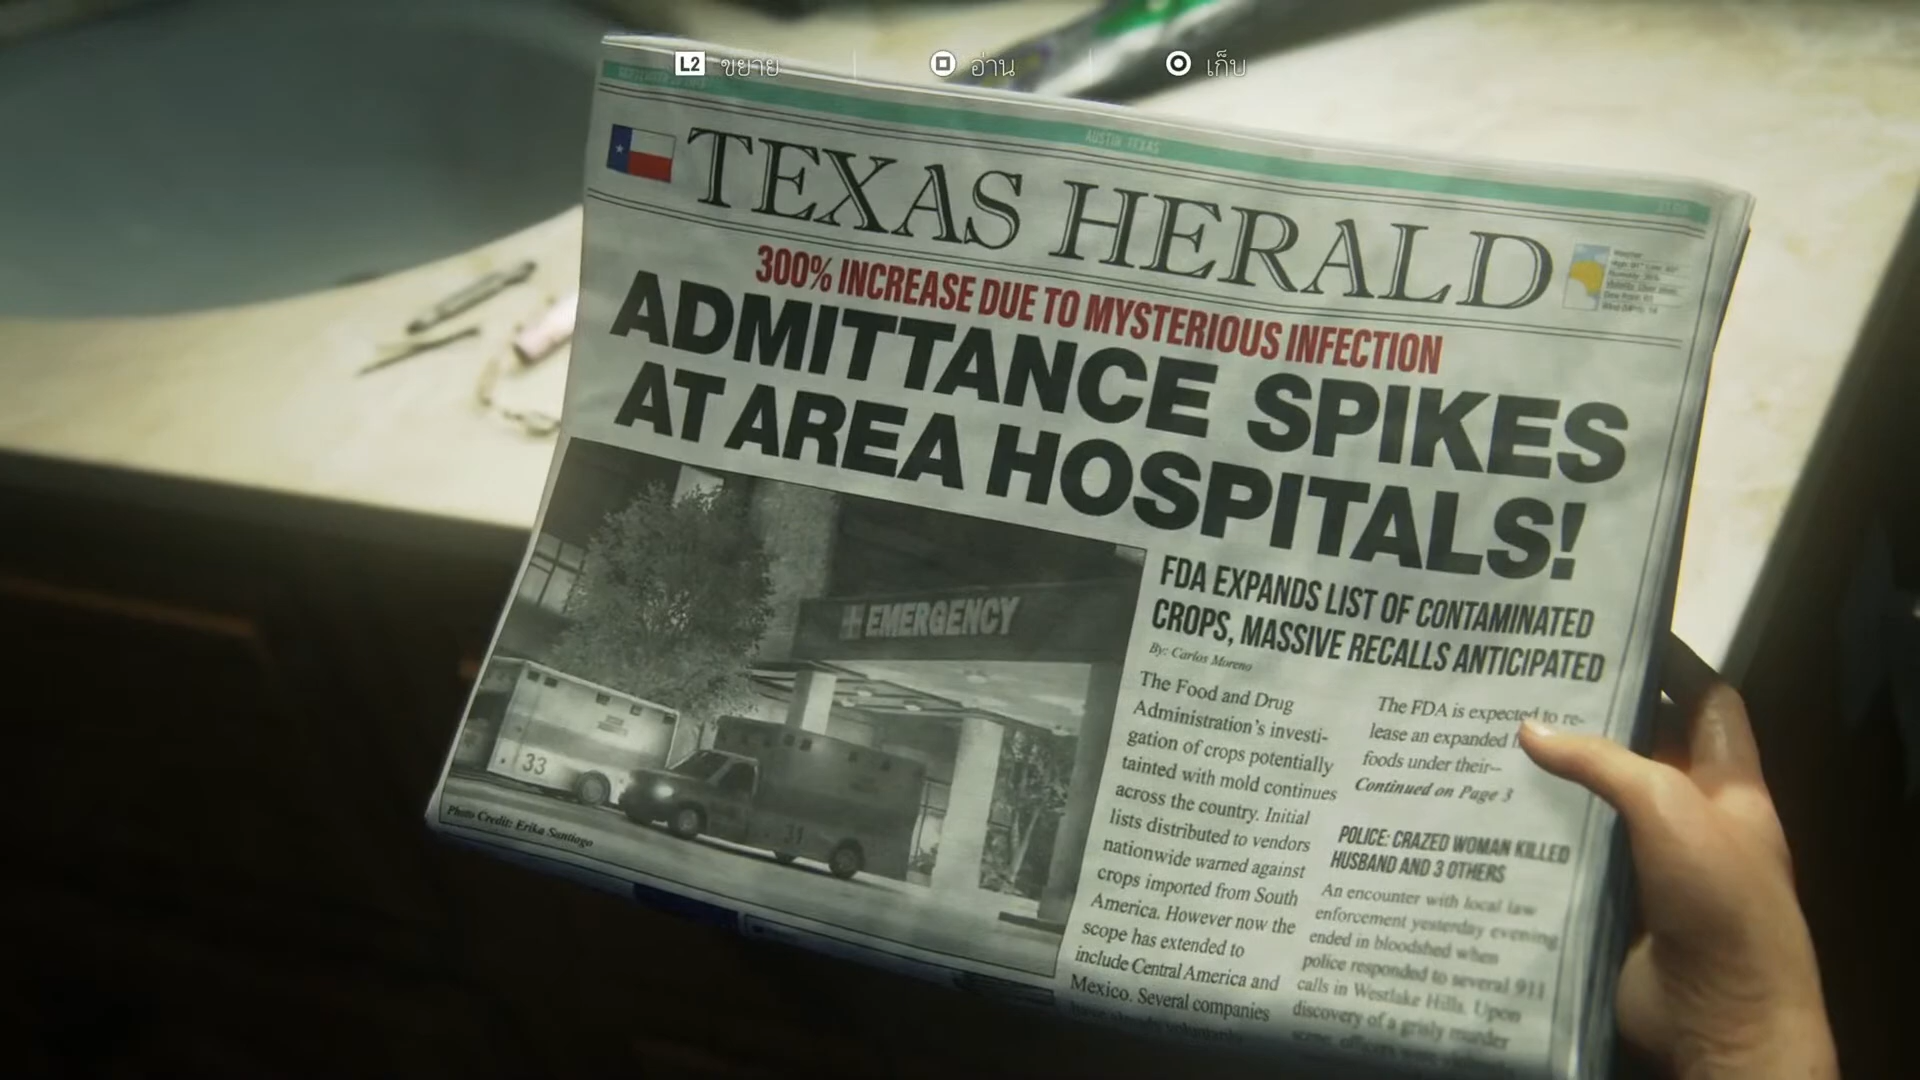 L2 ขยาย
อ่าน
เก็บ
AUSTIN TEXAS
TEXAS HERALD
300% INCREASE DUE TO MYSTERIOUS INFECTION
ADMITTANCE SPIKES
AT AREA HOSPITALS!
EMERGENCY
33
31
Photo Credit: Erika Santiago
FDA EXPANDS LIST OF CONTAMINATED
CROPS, MASSIVE RECALLS ANTICIPATED
By: Carlos Moreno
The Food and Drug
Administration's investi-
gation of crops potentially
tainted with mold continues
across the country. Initial
lists distributed to vendors
nationwide warned against
crops imported from South
America. However now the
scope has extended to
include Central America and
Mexico. Several companies
The FDA is expected to re-
lease an expanded
foods under their--
Continued on Page 3
POLICE: CRAZED WOMAN KILLED
HUSBAND AND 3 OTHERS
An encounter with local law
enforcement yesterday evening
ended in bloodshed when
police responded to several 911
calls in Westlake Hills. Upon
discovery of a grisly murder